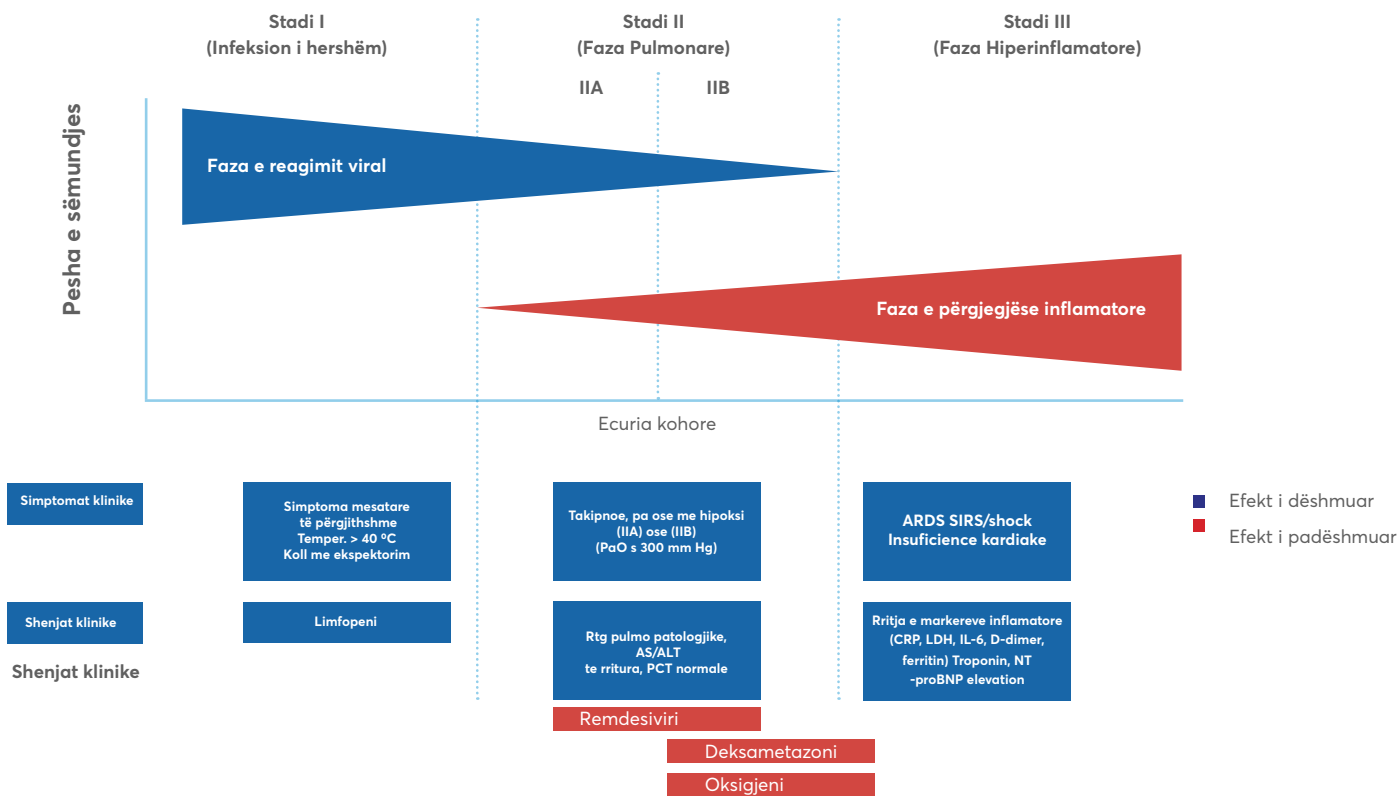 Stadi I
(Infeksion i hershëm)
Stadi II
(Faza Pulmonare)
Stadi III
(Faza Hiperinflamatore)
IIA
IIB
Pesha e sëmundjes
Faza e reagimit viral
Faza e përgjegjëse inflamatore
Ecuria kohore
Simptomat klinike
Simptoma mesatare
të përgjithshme
Temper. > 40 ºC
Koll me ekspektorim
Takipnoe, pa ose me hipoksi
(IIA) ose (IIB)
(PaO s 300 mm Hg)
ARDS SIRS/shock
Insuficience kardiake
Efekt i dëshmuar
Efekt i padëshmuar
Shenjat klinike
Limfopeni
Rtg pulmo patologjike,
AS/ALT
te rritura, PCT normale
Rritja e markereve inflamatore
(CRP, LDH, IL-6, D-dimer,
ferritin) Troponin, NT
-proBNP elevation
Shenjat klinike
Remdesiviri
Deksametazoni
Oksigjeni